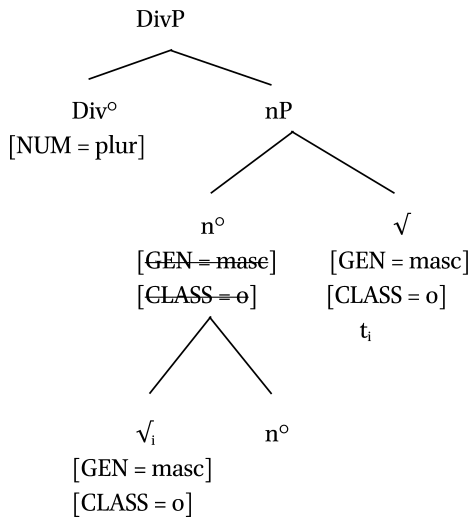 DivP
Div° nP
[NUM = plur]
n° √
[GEN = masc] [GEN = masc]
[CLASS = o] [CLASS = o]
tᵢ
√ᵢ n°
[GEN = masc]
[CLASS = o]